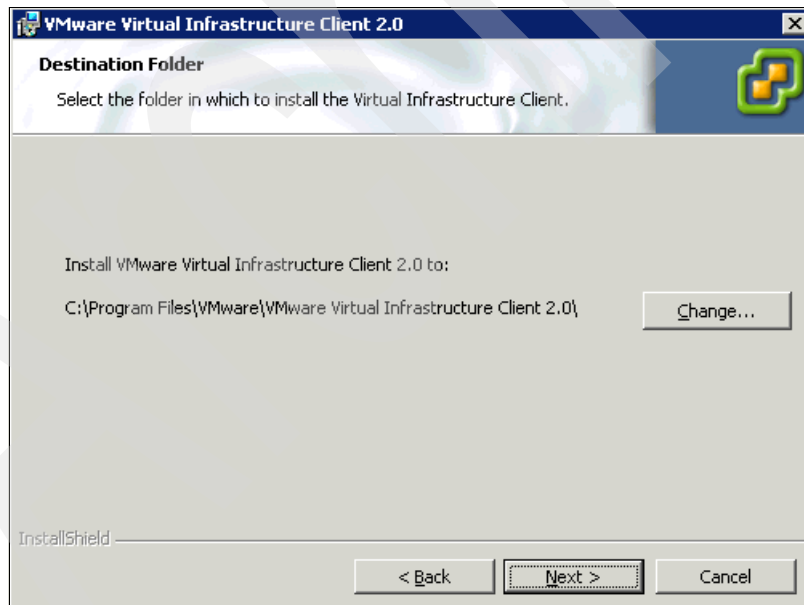 VMware Virtual Infrastructure Client 2.0
Destination Folder
Select the folder in which to install the Virtual Infrastructure Client.
Install VMware Virtual Infrastructure Client 2.0 to:
C:\Program Files\VMware\VMware Virtual Infrastructure Client 2.0\
Change...
InstallShield
< Back
Next >
Cancel